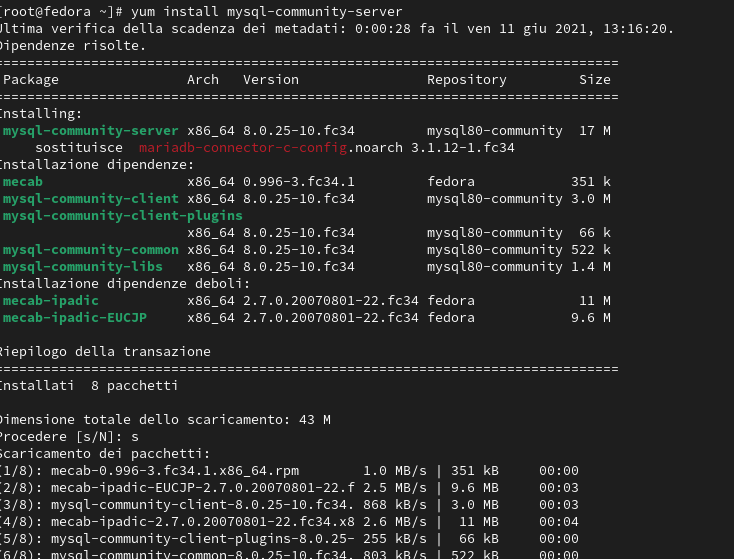 [root@fedora ~]# yum install mysql-community-server
Ultima verifica della scadenza dei metadati: 0:00:28 fa il ven 11 giu 2021, 13:16:20.
Dipendenze risolte.
================================================================================
Package Arch Version Repository Size
================================================================================
Installing:
mysql-community-server x86_64 8.0.25-10.fc34 mysql80-community 17 M
sostituisce mariadb-connector-c-config.noarch 3.1.12-1.fc34
Installazione dipendenze:
mecab x86_64 0.996-3.fc34.1 fedora 351 k
mysql-community-client x86_64 8.0.25-10.fc34 mysql80-community 3.0 M
mysql-community-client-plugins
x86_64 8.0.25-10.fc34 mysql80-community 66 k
mysql-community-common x86_64 8.0.25-10.fc34 mysql80-community 522 k
mysql-community-libs x86_64 8.0.25-10.fc34 mysql80-community 1.4 M
Installazione dipendenze deboli:
mecab-ipadic x86_64 2.7.0.20070801-22.fc34 fedora 11 M
mecab-ipadic-EUCJP x86_64 2.7.0.20070801-22.fc34 fedora 9.6 M
Riepilogo della transazione
================================================================================
Installati 8 pacchetti
Dimensione totale dello scaricamento: 43 M
Procedere [s/N]: s
Scaricamento dei pacchetti:
(1/8): mecab-0.996-3.fc34.1.x86_64.rpm 1.0 MB/s | 351 kB 00:00
(2/8): mecab-ipadic-EUCJP-2.7.0.20070801-22.f 2.5 MB/s | 9.6 MB 00:03
(3/8): mysql-community-client-8.0.25-10.fc34. 868 kB/s | 3.0 MB 00:03
(4/8): mecab-ipadic-2.7.0.20070801-22.fc34.x8 2.6 MB/s | 11 MB 00:04
(5/8): mysql-community-client-plugins-8.0.25- 255 kB/s | 66 kB 00:00
(6/8): mysql-community-common-8.0.25-10.fc34. 803 kB/s | 522 kB 00:00